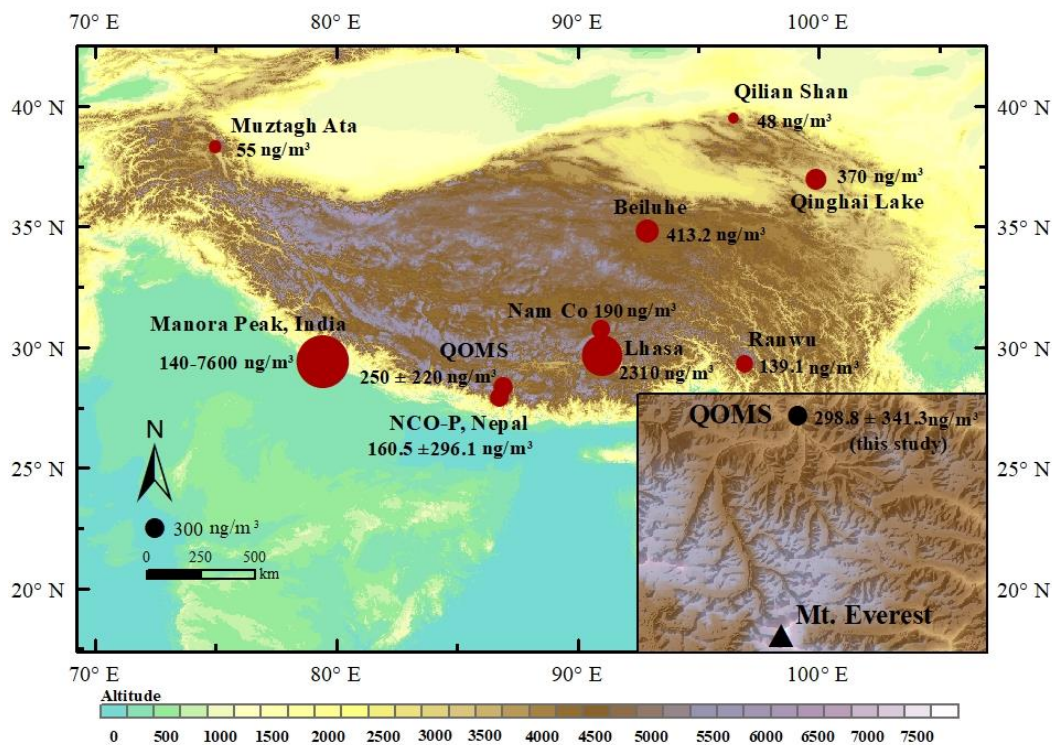 70° E 80° E 90° E 100° E
40° N
35° N
30° N
25° N
20° N
40° N
35° N
30° N
25° N
20° N
Qilian Shan
48 ng/m³
Muztagh Ata
55 ng/m³
370 ng/m³
Qinghai Lake
Beiluhe
413.2 ng/m³
Nam Co 190 ng/m³
Manora Peak, India
140-7600 ng/m³
QOMS
250 ± 220 ng/m³
Lhasa
2310 ng/m³
Ranwu
139.1 ng/m³
NCO-P, Nepal
160.5 ±296.1 ng/m³
N
300 ng/m³
0 250 500
km
QOMS
298.8 ± 341.3ng/m³
(this study)
Mt. Everest
70° E 80° E 90° E 100° E
Altitude
0 500 1000 1500 2000 2500 3000 3500 4000 4500 5000 5500 6000 6500 7000 7500